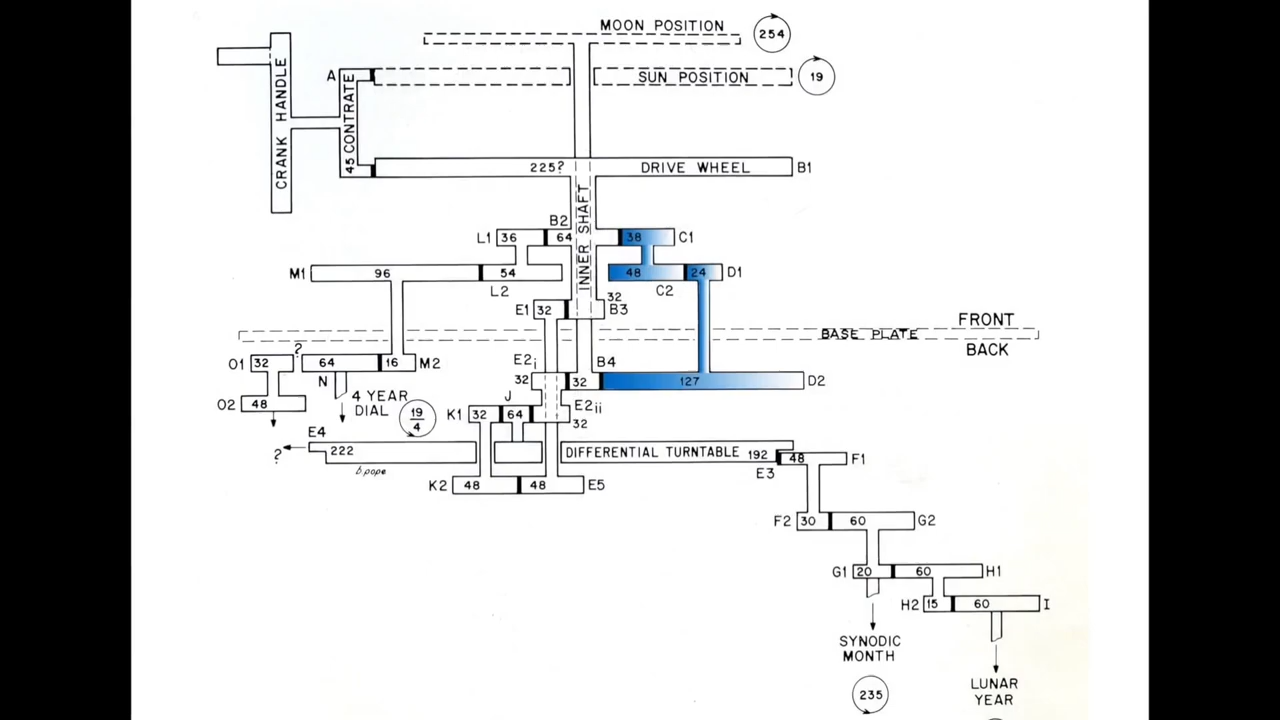 MOON POSITION
254
CRANK HANDLE
A
45 CONTRATE
SUN POSITION
19
225?
DRIVE WHEEL
B1
INNER SHAFT
B2
L1
36
64
38
C1
M1
96
54
48
24
D1
L2
C2
E1
32
32
B3
BASE PLATE
FRONT
BACK
O1
32
?
64
16
M2
N
E2i
32
32
B4
127
D2
O2
48
4 YEAR
DIAL
19
4
J
K1
32
64
E2ii
32
E4
?
222
b. pope
DIFFERENTIAL TURNTABLE
192
E3
48
F1
K2
48
48
E5
F2
30
60
G2
G1
20
60
H1
H2
15
60
I
SYNODIC
MONTH
235
LUNAR
YEAR